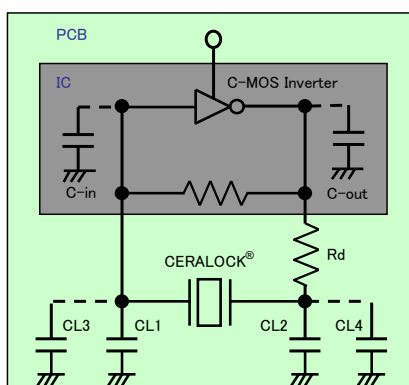 PCB
IC
C-MOS Inverter
C-in
C-out
Rd
CERALOCK®
CL3
CL1
CL2
CL4